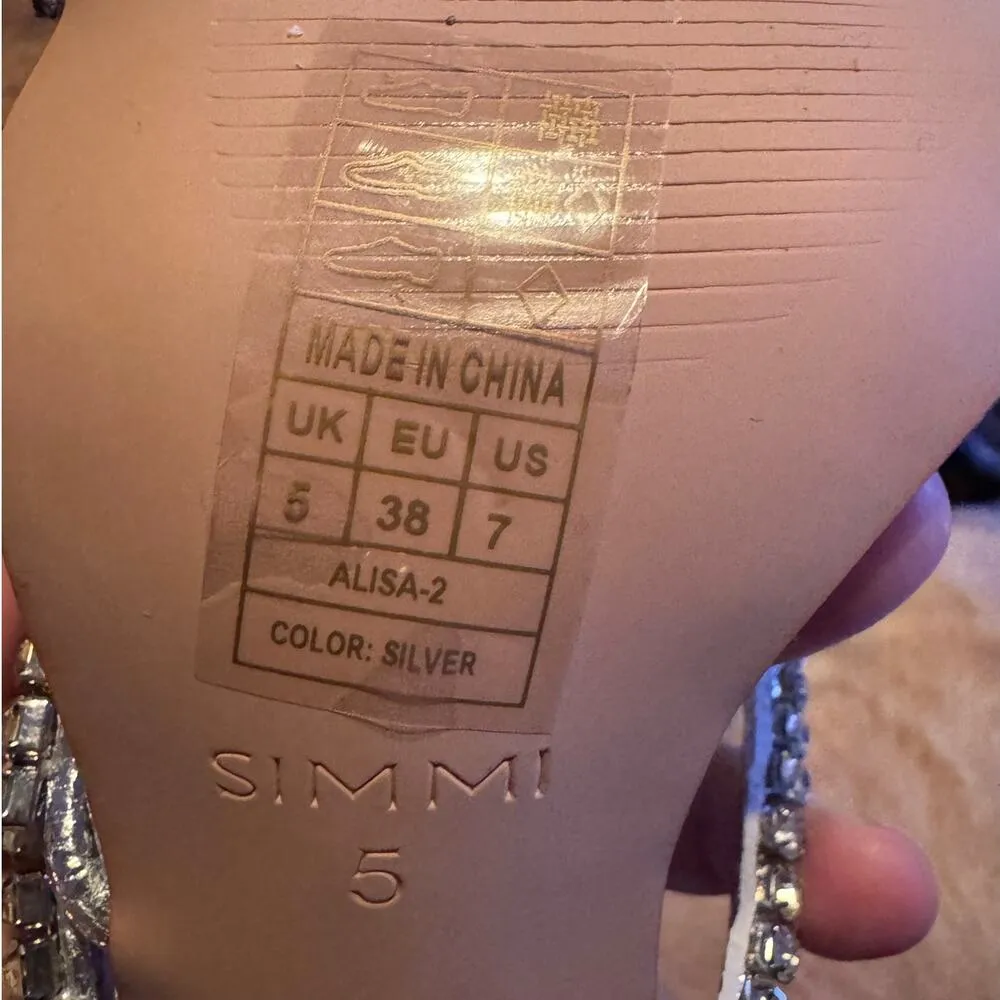 MADE IN CHINA
UK EU US
5 38 7
ALISA-2
COLOR: SILVER
SIMMI
5